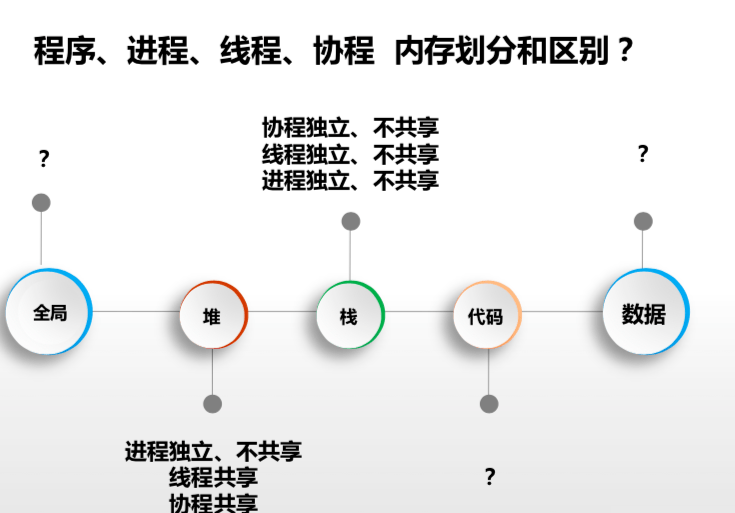 程序、进程、线程、协程 内存划分和区别？
？
协程独立、不共享
线程独立、不共享
进程独立、不共享
？
全局
堆
栈
代码
数据
进程独立、不共享
线程共享
协程共享
？